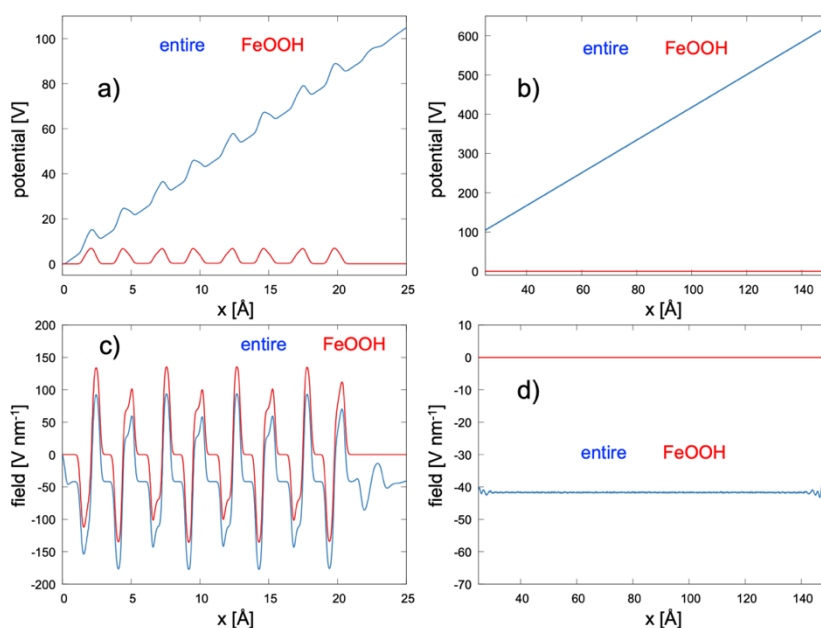 entire FeOOH
a)
potential [V]
100
80
60
40
20
0
0 5 10 15 20 25
x [Å]
entire FeOOH
b)
potential [V]
600
500
400
300
200
100
0
40 60 80 100 120 140
x [Å]
c)
entire FeOOH
field [V nm⁻¹]
200
150
100
50
0
-50
-100
-150
-200
0 5 10 15 20 25
x [Å]
d)
entire FeOOH
field [V nm⁻¹]
10
0
-10
-20
-30
-40
-50
-60
-70
40 60 80 100 120 140
x [Å]